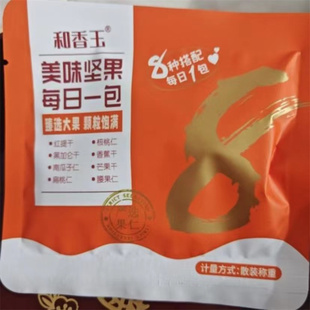 和香玉®
美味坚果
每日一包
臻选大果 颗粒饱满
•红提干 •核桃仁
•黑加仑干 •香蕉干
•南瓜子仁 •芒果干
•扁桃仁 •腰果仁
8种搭配
每日1包
8
果仁
计量方式:散装称重